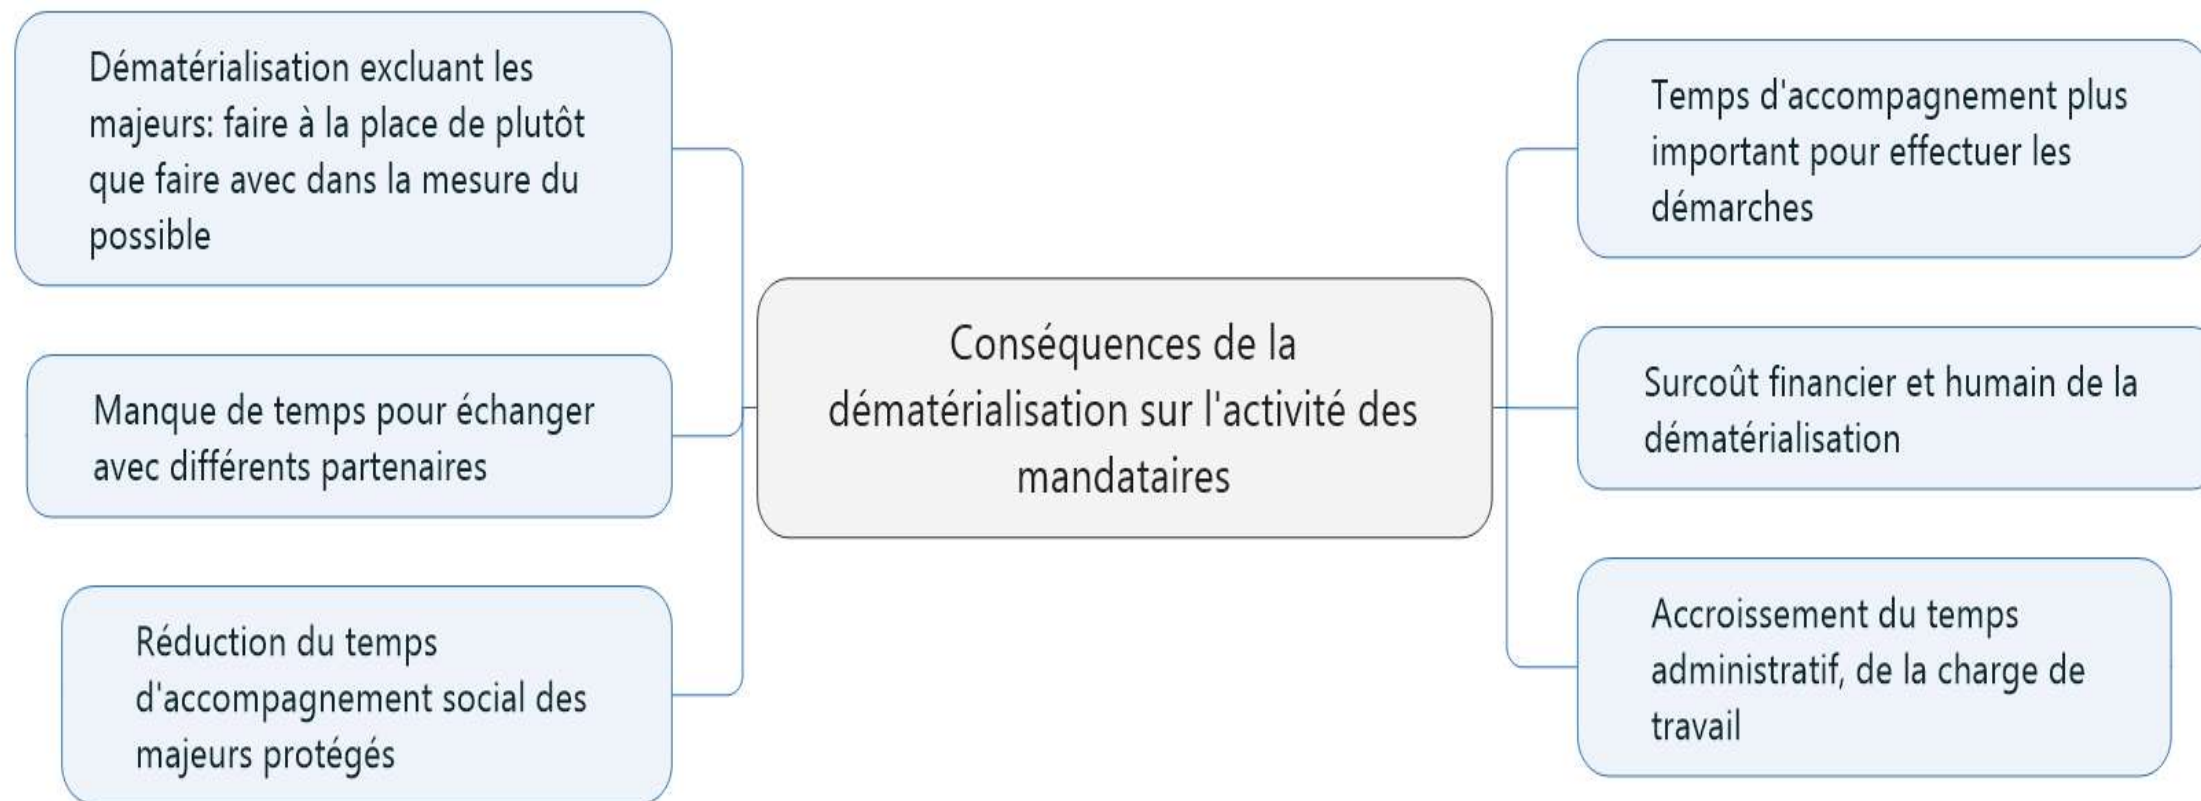 Dématérialisation excluant les
majeurs: faire à la place de plutôt
que faire avec dans la mesure du
possible
Manque de temps pour échanger
avec différents partenaires
Réduction du temps
d'accompagnement social des
majeurs protégés
Conséquences de la
dématérialisation sur l'activité des
mandataires
Temps d'accompagnement plus
important pour effectuer les
démarches
Surcoût financier et humain de la
dématérialisation
Accroissement du temps
administratif, de la charge de
travail